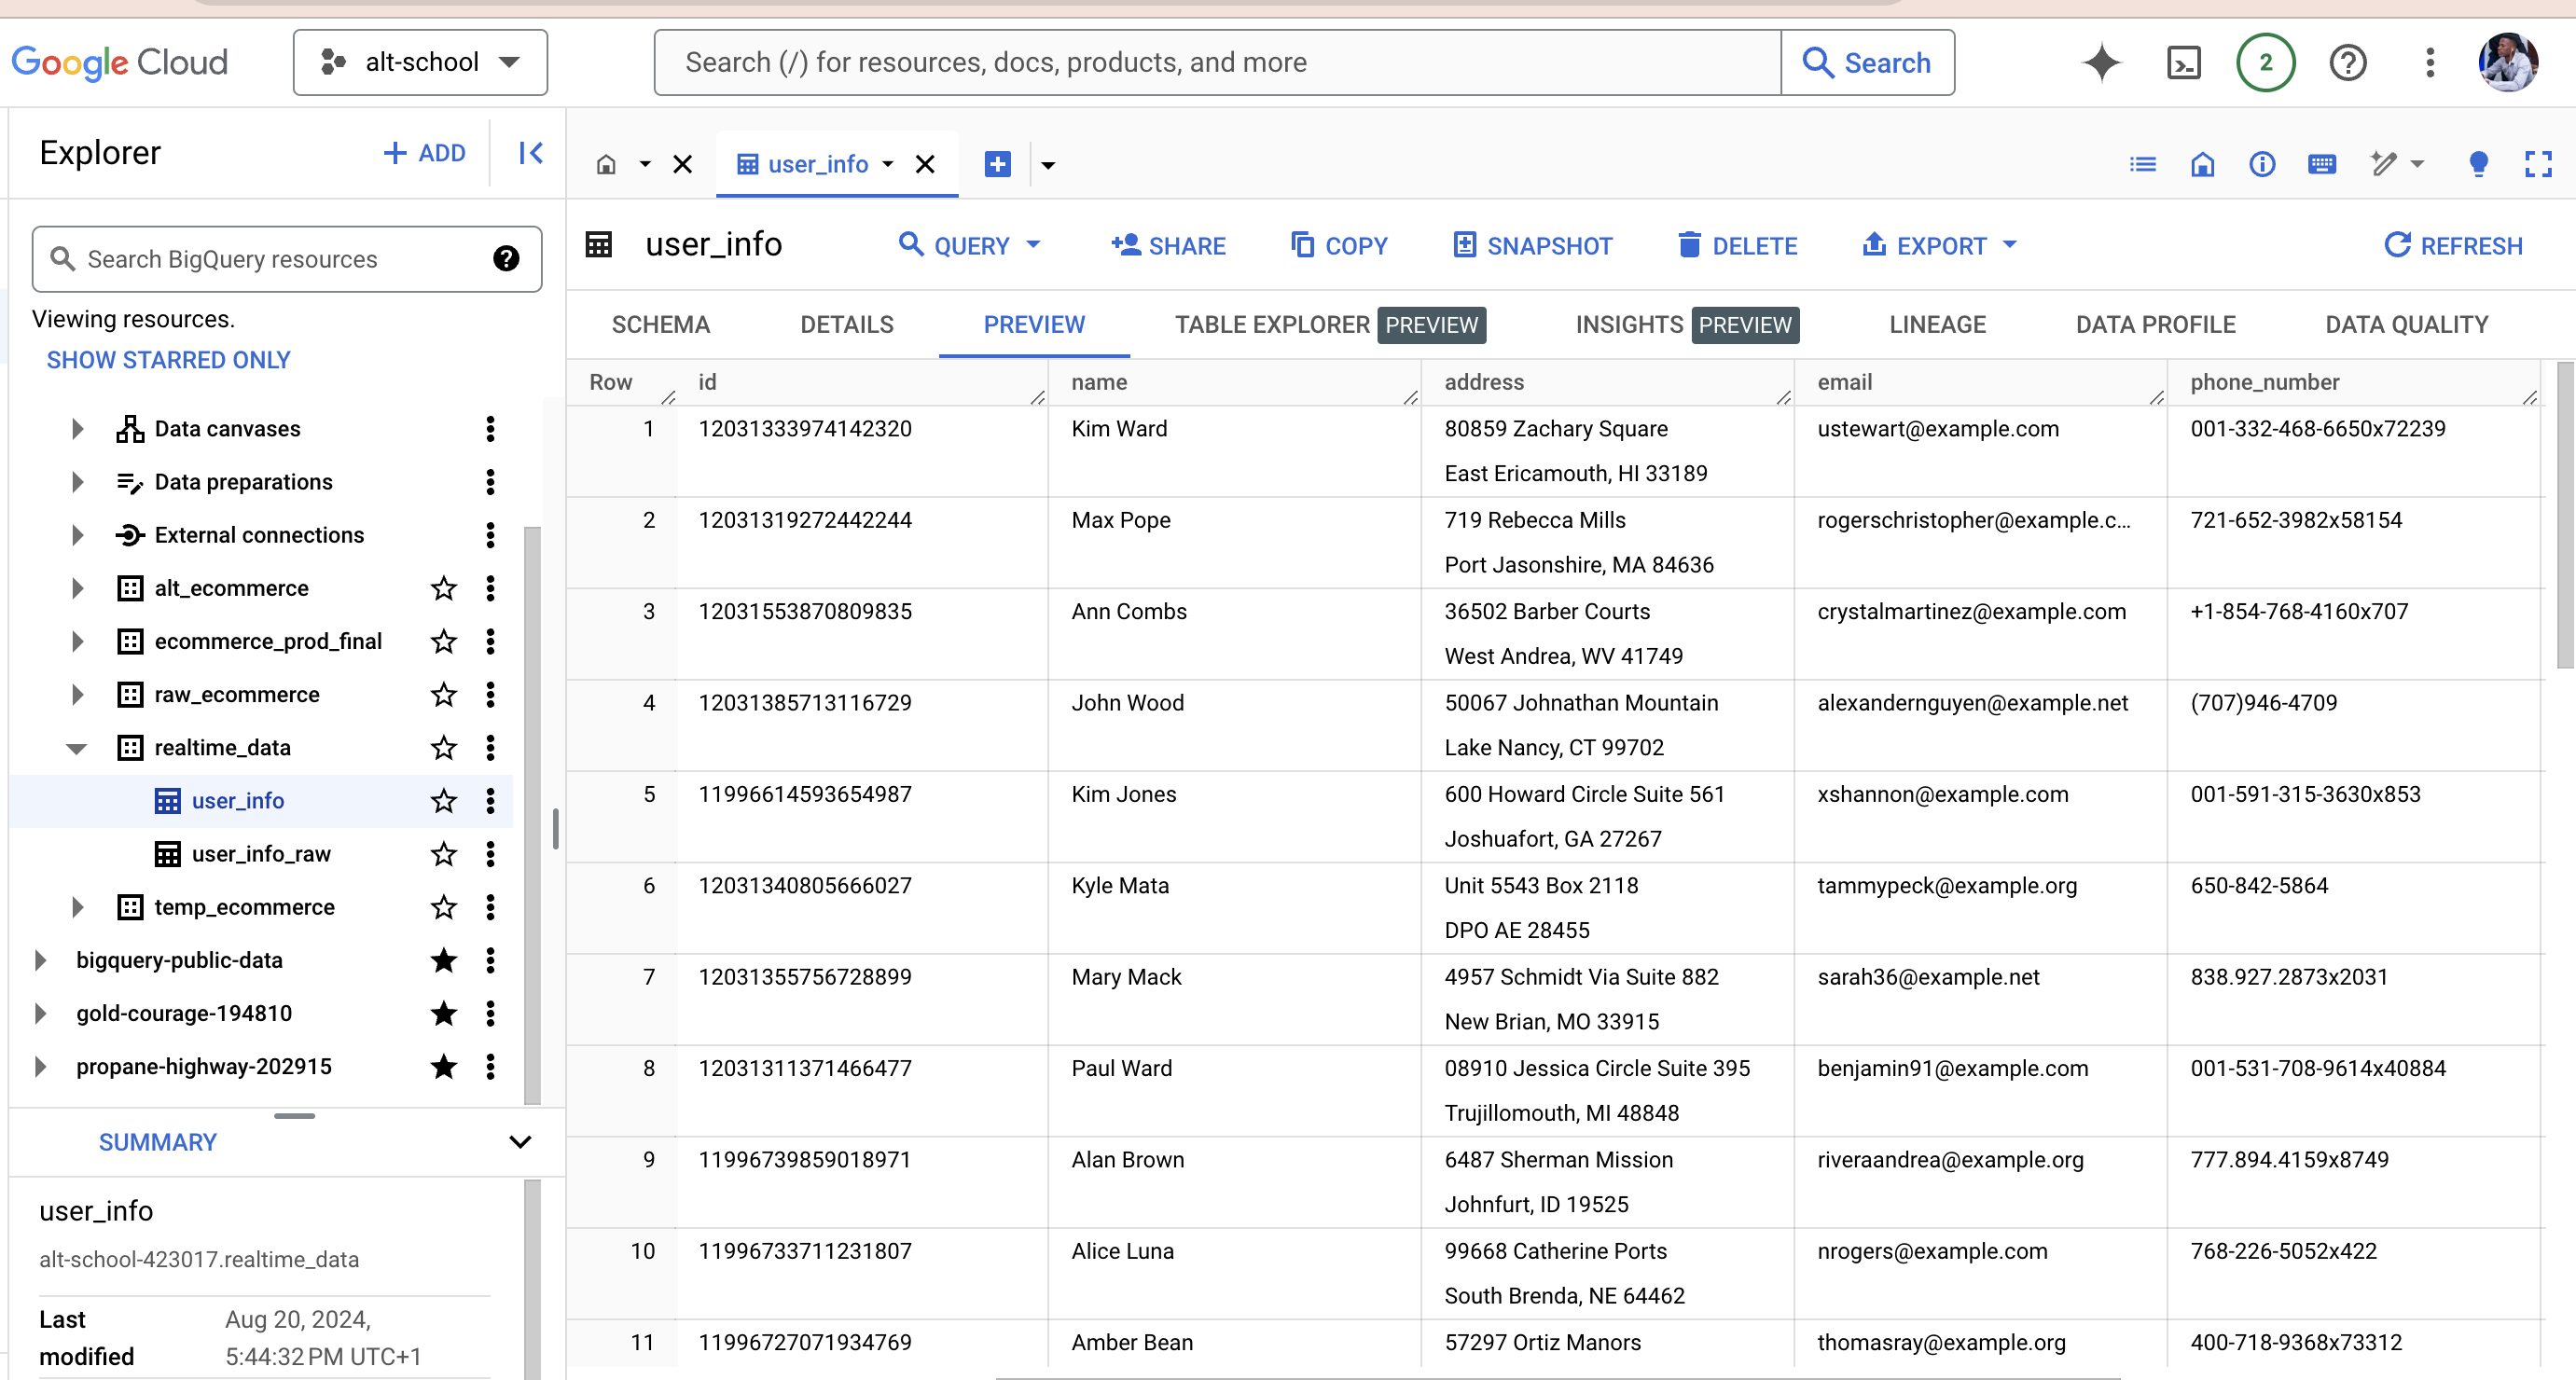 Google Cloud
alt-school
Search (/) for resources, docs, products, and more
Search
2
Explorer
ADD
user_info
Search BigQuery resources
Viewing resources.
SHOW STARRED ONLY
Data canvases
Data preparations
External connections
alt_ecommerce
ecommerce_prod_final
raw_ecommerce
realtime_data
user_info
user_info_raw
temp_ecommerce
bigquery-public-data
gold-courage-194810
propane-highway-202915
SUMMARY
user_info
alt-school-423017.realtime_data
Last modified Aug 20, 2024, 5:44:32 PM UTC+1
user_info QUERY SHARE COPY SNAPSHOT DELETE EXPORT REFRESH
SCHEMA DETAILS PREVIEW TABLE EXPLORER PREVIEW INSIGHTS PREVIEW LINEAGE DATA PROFILE DATA QUALITY
Row id name address email phone_number
1 12031333974142320 Kim Ward 80859 Zachary Square ustewart@example.com 001-332-468-6650x72239
East Ericamouth, HI 33189
2 12031319272442244 Max Pope 719 Rebecca Mills rogerschristopher@example.c... 721-652-3982x58154
Port Jasonshire, MA 84636
3 12031553870809835 Ann Combs 36502 Barber Courts crystalmartinez@example.com +1-854-768-4160x707
West Andrea, WV 41749
4 12031385713116729 John Wood 50067 Johnathan Mountain alexandernguyen@example.net (707)946-4709
Lake Nancy, CT 99702
5 11996614593654987 Kim Jones 600 Howard Circle Suite 561 xshannon@example.com 001-591-315-3630x853
Joshuafort, GA 27267
6 12031340805666027 Kyle Mata Unit 5543 Box 2118 tammypeck@example.org 650-842-5864
DPO AE 28455
7 12031355756728899 Mary Mack 4957 Schmidt Via Suite 882 sarah36@example.net 838.927.2873x2031
New Brian, MO 33915
8 12031311371466477 Paul Ward 08910 Jessica Circle Suite 395 benjamin91@example.com 001-531-708-9614x40884
Trujillomouth, MI 48848
9 11996739859018971 Alan Brown 6487 Sherman Mission riveraandrea@example.org 777.894.4159x8749
Johnfurt, ID 19525
10 11996733711231807 Alice Luna 99668 Catherine Ports nrogers@example.com 768-226-5052x422
South Brenda, NE 64462
11 11996727071934769 Amber Bean 57297 Ortiz Manors thomasray@example.org 400-718-9368x73312